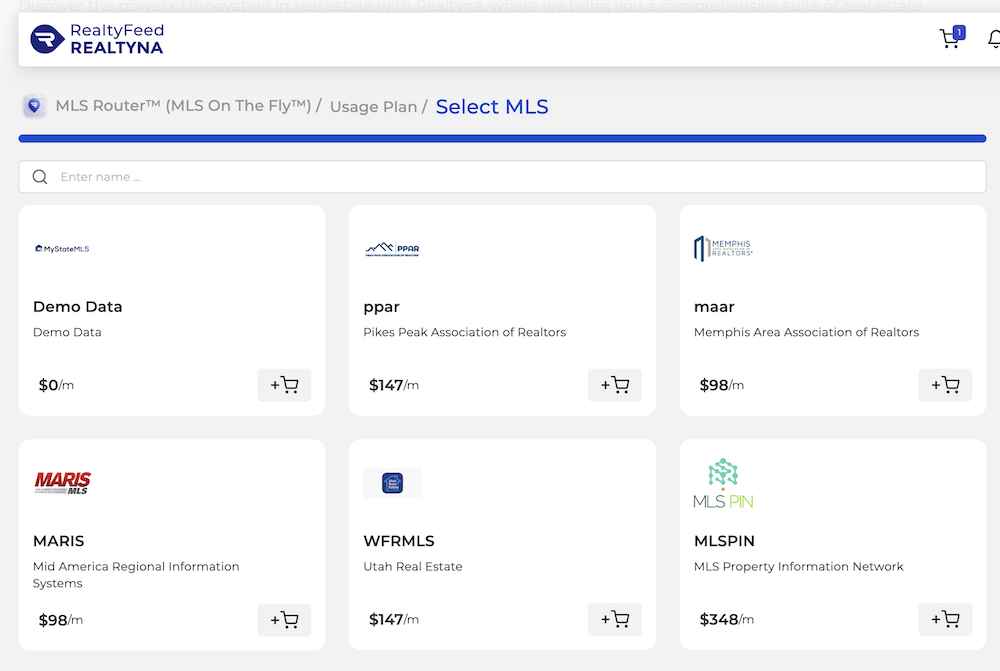 RealtyFeed
REALTYNA
1
MLS Router™ (MLS On The Fly™) / Usage Plan / Select MLS
Enter name ...
MyStateMLS
PPAR
MEMPHIS
REALTORS®
Demo Data
ppar
maar
Demo Data
Pikes Peak Association of Realtors
Memphis Area Association of Realtors
$0/m
+
$147/m
+
$98/m
+
MARIS
MLS
MLS PIN
MARIS
WFRMLS
MLSPIN
Mid America Regional Information
Systems
Utah Real Estate
MLS Property Information Network
$98/m
+
$147/m
+
$348/m
+